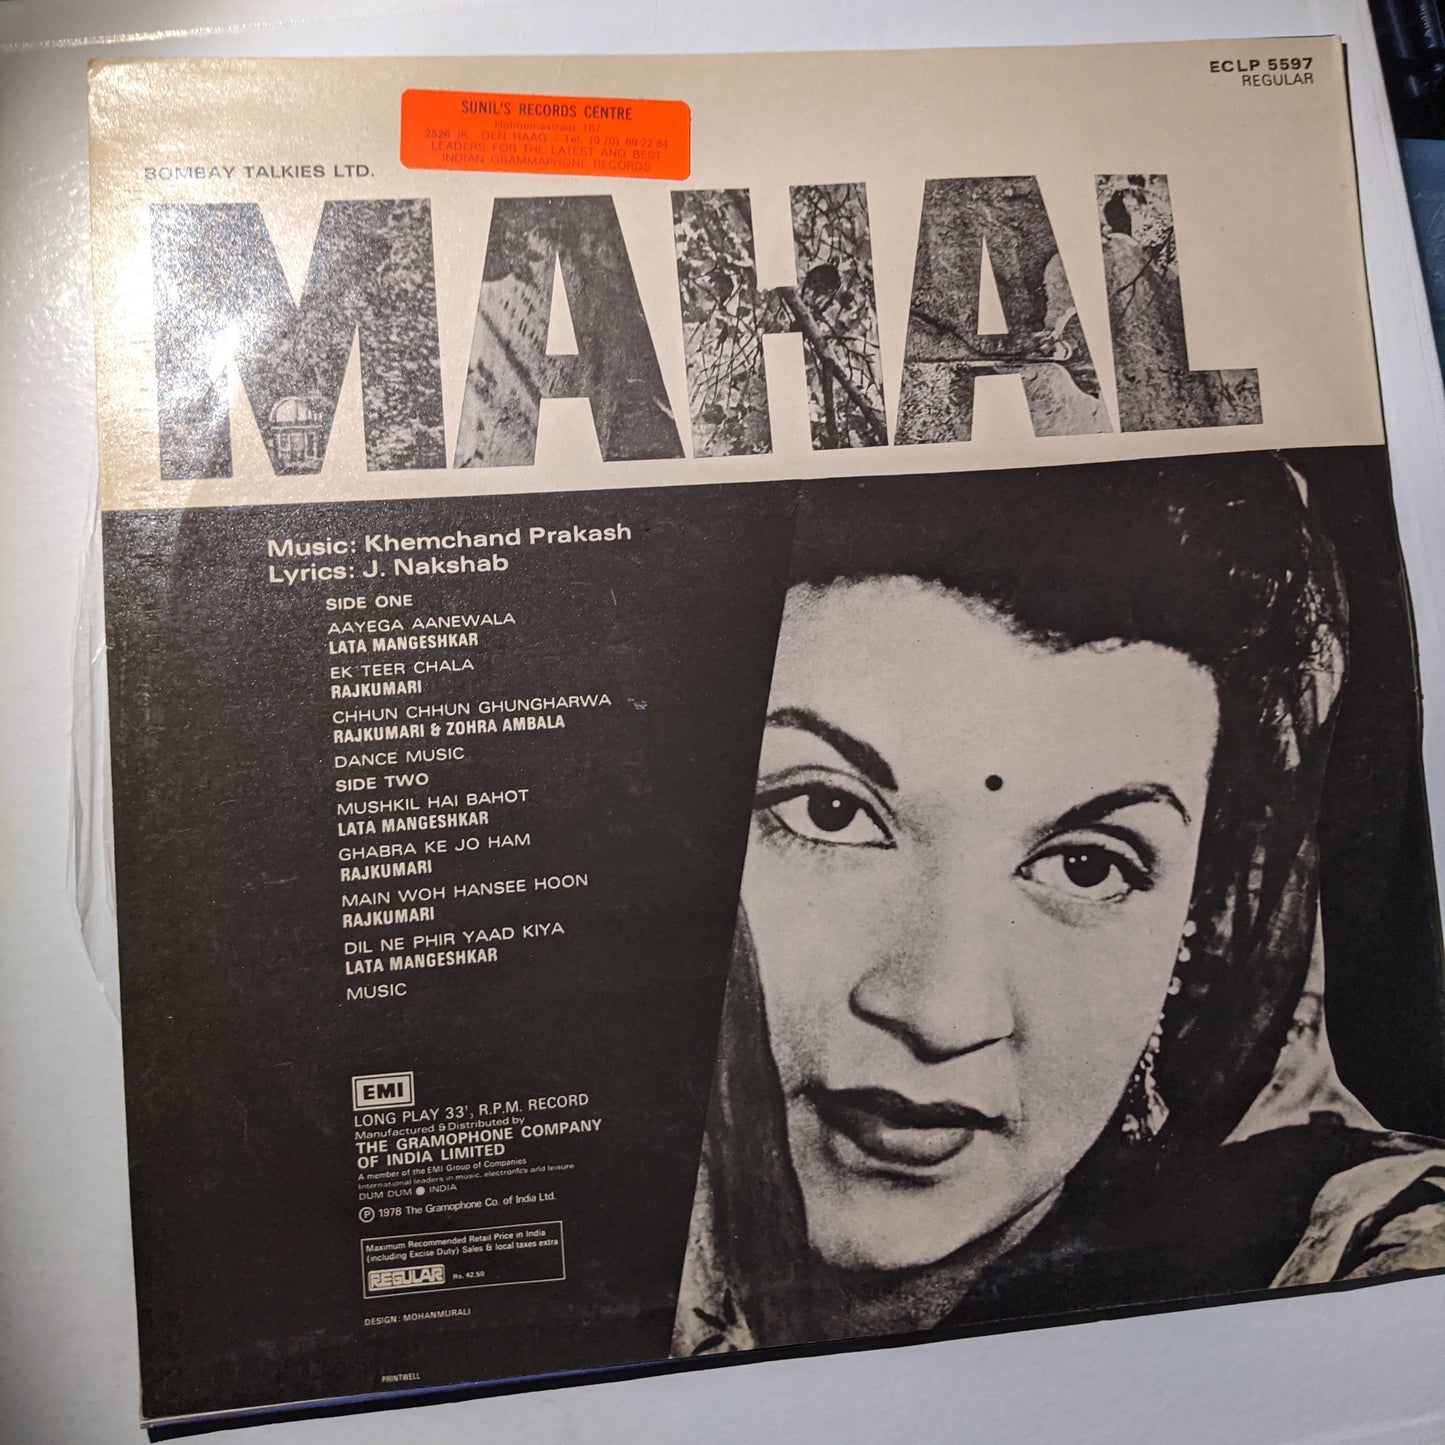 ECLP 5597
REGULAR
SUNIL'S RECORDS CENTRE
Hobbemastraat 187
2526 JK DEN HAAG - Tel. (070) 89 22 84
LEADERS FOR THE LATEST AND BEST
INDIAN GRAMMAPHONE RECORDS
BOMBAY TALKIES LTD.
MAHAL
Music: Khemchand Prakash
Lyrics: J. Nakshab
SIDE ONE
AAYEGA AANEWALA
LATA MANGESHKAR
EK TEER CHALA
RAJKUMARI
CHHUN CHHUN GHUNGHARWA
RAJKUMARI & ZOHRA AMBALA
DANCE MUSIC
SIDE TWO
MUSHKIL HAI BAHOT
LATA MANGESHKAR
GHABRA KE JO HAM
RAJKUMARI
MAIN WOH HANSEE HOON
RAJKUMARI
DIL NE PHIR YAAD KIYA
LATA MANGESHKAR
MUSIC
EMI
LONG PLAY 33⅓ R.P.M. RECORD
Manufactured & Distributed by
THE GRAMOPHONE COMPANY
OF INDIA LIMITED
A member of the EMI Group of Companies
International leaders in music, electronics and leisure
DUM DUM ● INDIA
Ⓟ 1978 The Gramophone Co. of India Ltd.
Maximum Recommended Retail Price in India
(including Excise Duty) Sales & local taxes extra
REGULAR Rs. 42.50
DESIGN: MOHANMURALI
PRINTWELL